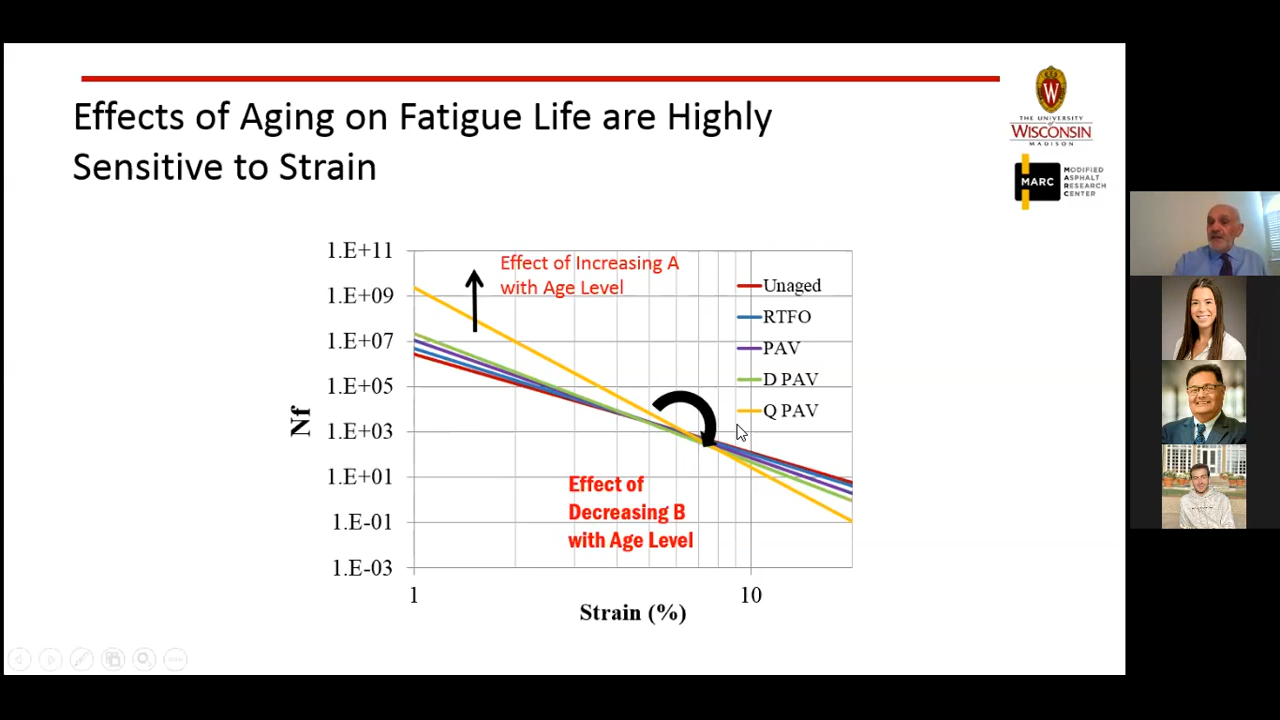 Effects of Aging on Fatigue Life are Highly
Sensitive to Strain
W
THE UNIVERSITY
of
WISCONSIN
MADISON
MARC
MODIFIED
ASPHALT
RESEARCH
CENTER
1.E+11
1.E+09
1.E+07
1.E+05
1.E+03
1.E+01
1.E-01
1.E-03
Nf
Effect of Increasing A
with Age Level
Unaged
RTFO
PAV
D PAV
Q PAV
Effect of
Decreasing B
with Age Level
1
10
Strain (%)